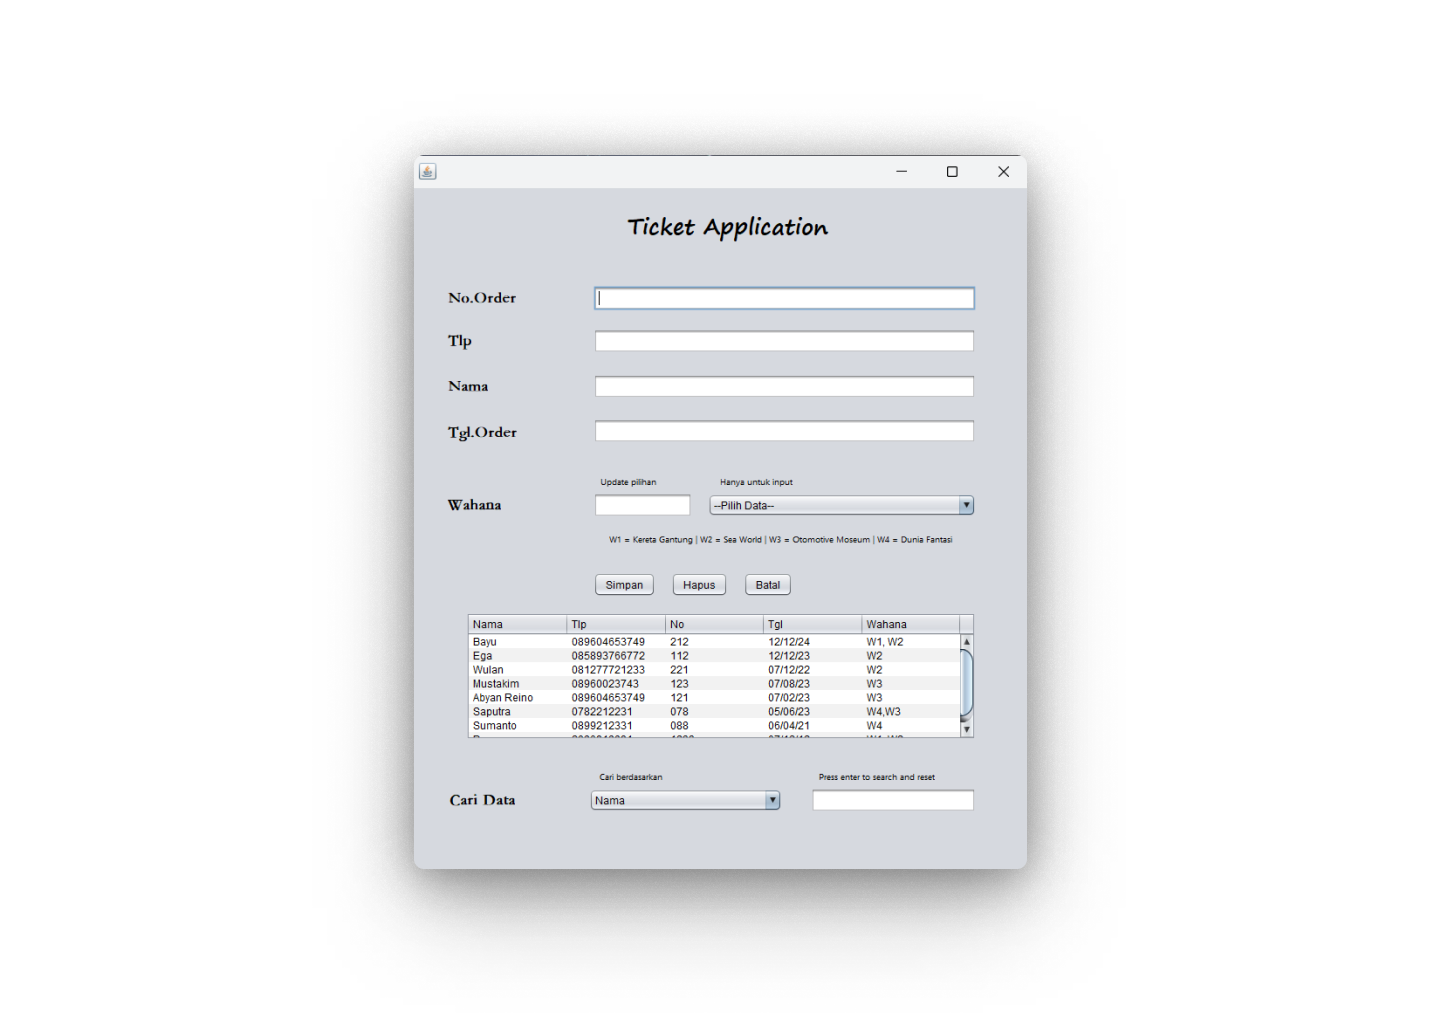 Ticket Application
No.Order
Tlp
Nama
Tgl.Order
Update pilihan Hanya untuk input
Wahana --Pilih Data--
W1 = Kereta Gantung | W2 = Sea World | W3 = Otomotive Moseum | W4 = Dunia Fantasi
Simpan Hapus Batal
Nama Tlp No Tgl Wahana
Bayu 089604653749 212 12/12/24 W1, W2
Ega 085893766772 112 12/12/23 W2
Wulan 081277721233 221 07/12/22 W2
Mustakim 08960023743 123 07/08/23 W3
Abyan Reino 089604653749 121 07/02/23 W3
Saputra 0782212231 078 05/06/23 W4,W3
Sumanto 0899212331 088 06/04/21 W4
Cari berdasarkan Press enter to search and reset
Cari Data Nama